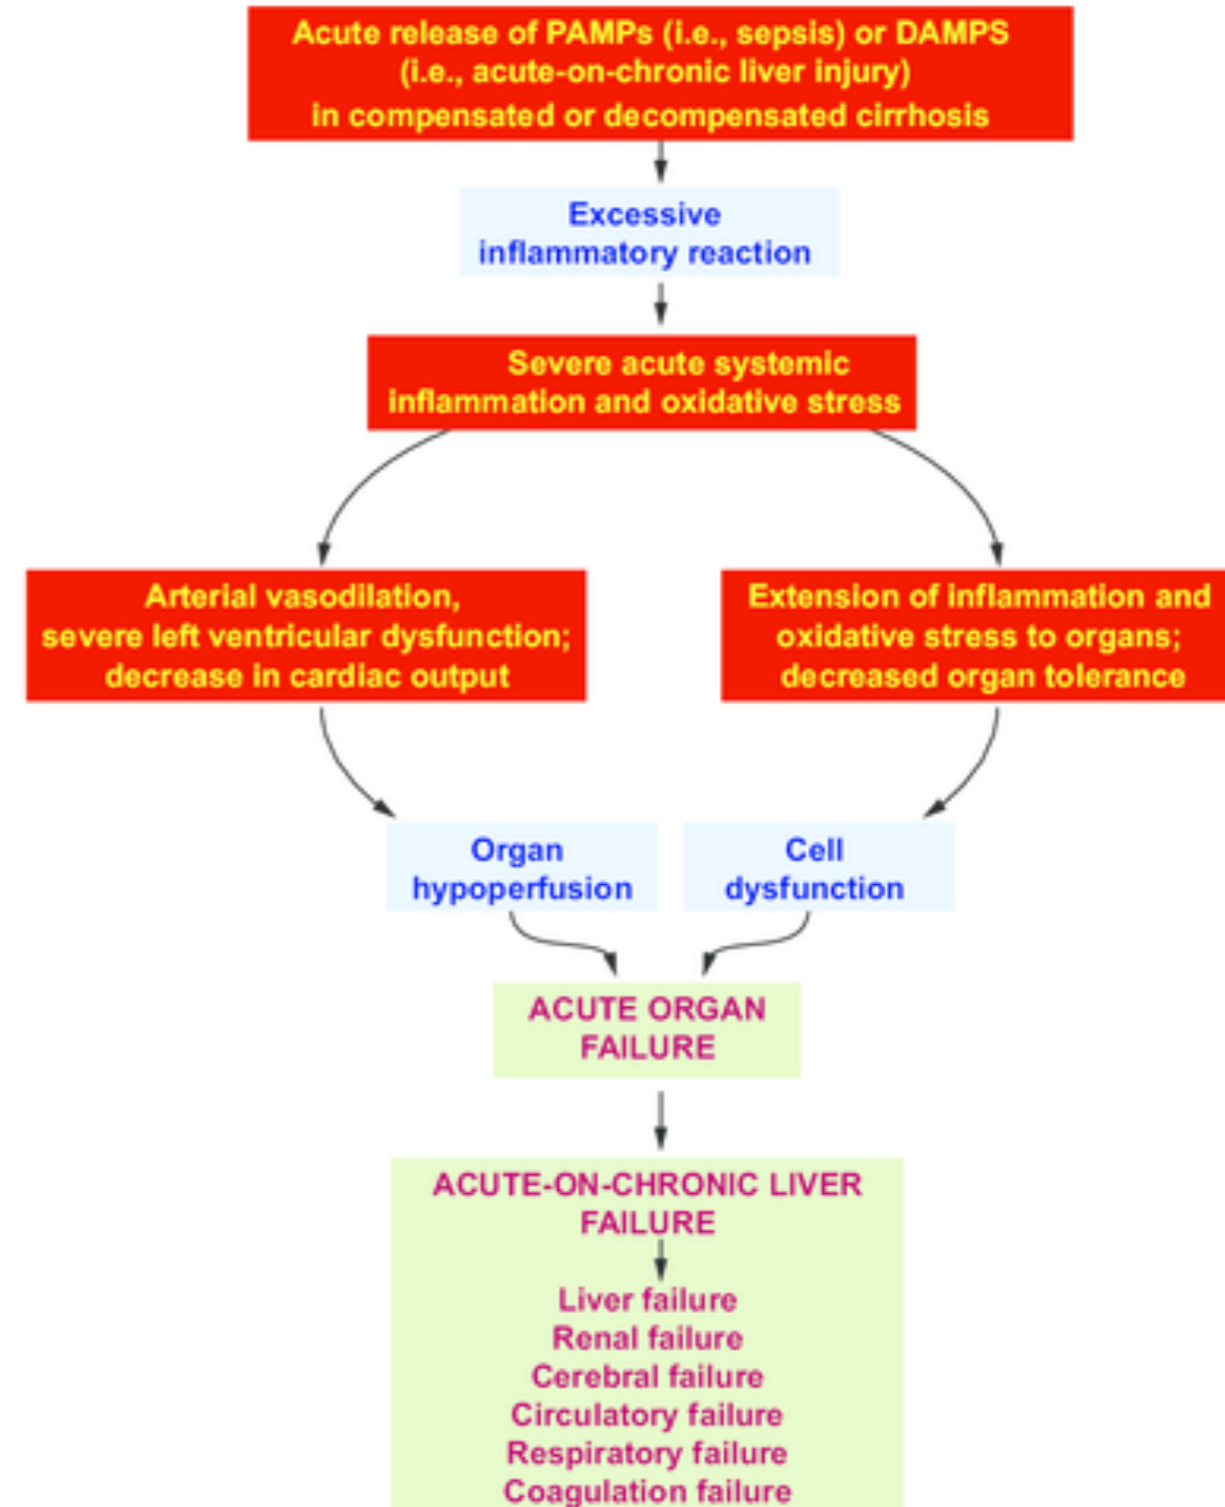 Acute release of PAMPs (i.e., sepsis) or DAMPS
(i.e., acute-on-chronic liver injury)
in compensated or decompensated cirrhosis
Excessive
inflammatory reaction
Severe acute systemic
inflammation and oxidative stress
Arterial vasodilation,
severe left ventricular dysfunction;
decrease in cardiac output
Extension of inflammation and
oxidative stress to organs;
decreased organ tolerance
Organ
hypoperfusion
Cell
dysfunction
ACUTE ORGAN
FAILURE
ACUTE-ON-CHRONIC LIVER
FAILURE
Liver failure
Renal failure
Cerebral failure
Circulatory failure
Respiratory failure
Coagulation failure